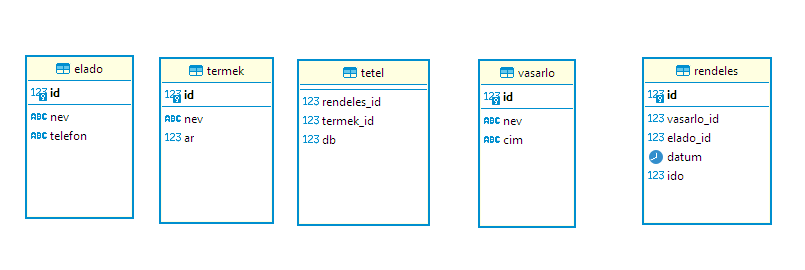 elado
123 id
ABC nev
ABC telefon
termek
123 id
ABC nev
123 ar
tetel
123 rendeles_id
123 termek_id
123 db
vasarlo
123 id
ABC nev
ABC cim
rendeles
123 id
123 vasarlo_id
123 elado_id
datum
123 ido